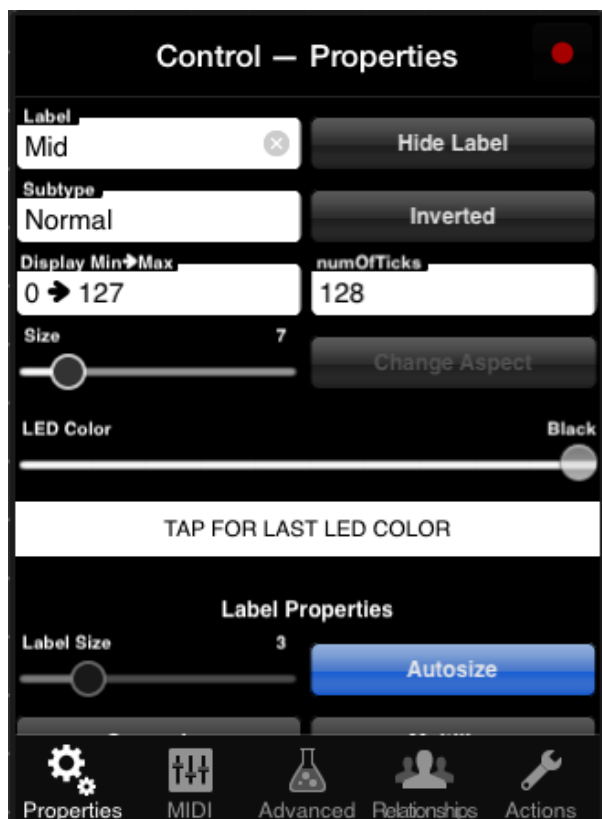 Control — Properties
Label
Mid
Hide Label
Subtype
Normal
Inverted
Display Min➔Max
0 ➔ 127
numOfTicks
128
Size 7
Change Aspect
LED Color Black
TAP FOR LAST LED COLOR
Label Properties
Label Size 3
Autosize
Properties MIDI Advanced Relationships Actions